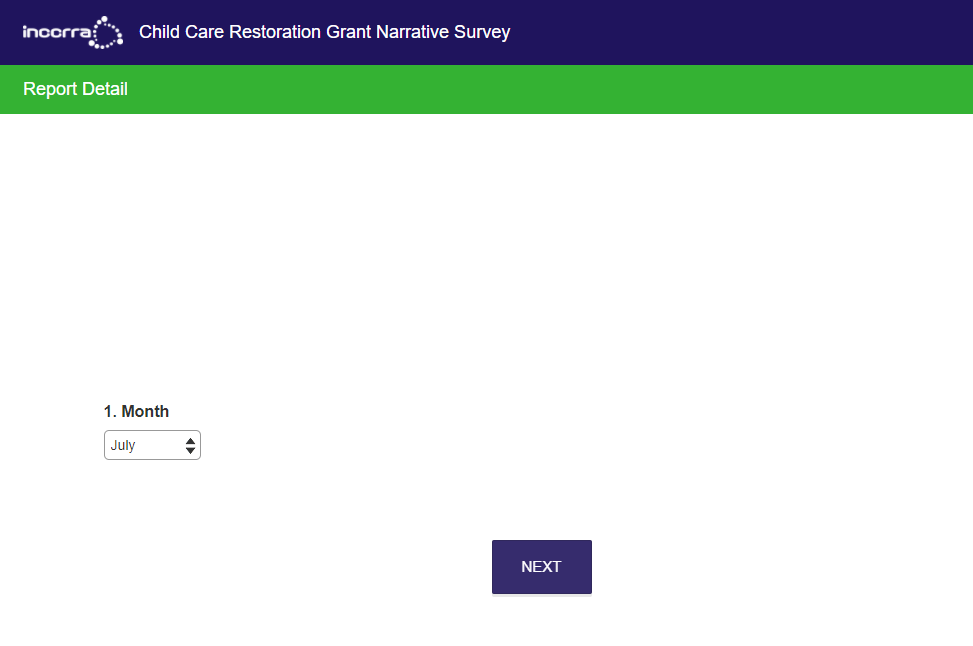 incorra Child Care Restoration Grant Narrative Survey
Report Detail
1. Month
July
NEXT